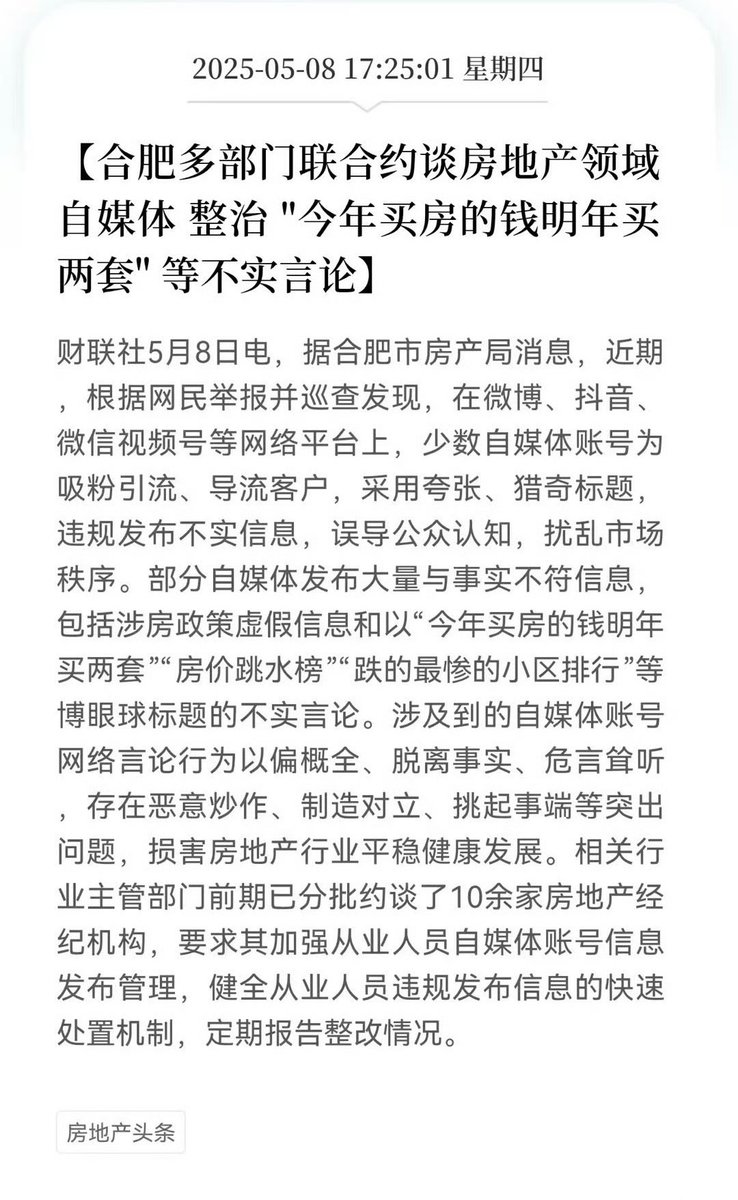 2025-05-08 17:25:01 星期四
【合肥多部门联合约谈房地产领域
自媒体 整治 "今年买房的钱明年买
两套" 等不实言论】
财联社5月8日电，据合肥市房产局消息，近期
，根据网民举报并巡查发现，在微博、抖音、
微信视频号等网络平台上，少数自媒体账号为
吸粉引流、导流客户，采用夸张、猎奇标题，
违规发布不实信息，误导公众认知，扰乱市场
秩序。部分自媒体发布大量与事实不符信息，
包括涉房政策虚假信息和以“今年买房的钱明年
买两套”“房价跳水榜”“跌的最惨的小区排行”等
博眼球标题的不实言论。涉及到的自媒体账号
网络言论行为以偏概全、脱离事实、危言耸听
，存在恶意炒作、制造对立、挑起事端等突出
问题，损害房地产行业平稳健康发展。相关行
业主管部门前期已分批约谈了10余家房地产经
纪机构，要求其加强从业人员自媒体账号信息
发布管理，健全从业人员违规发布信息的快速
处置机制，定期报告整改情况。
房地产头条